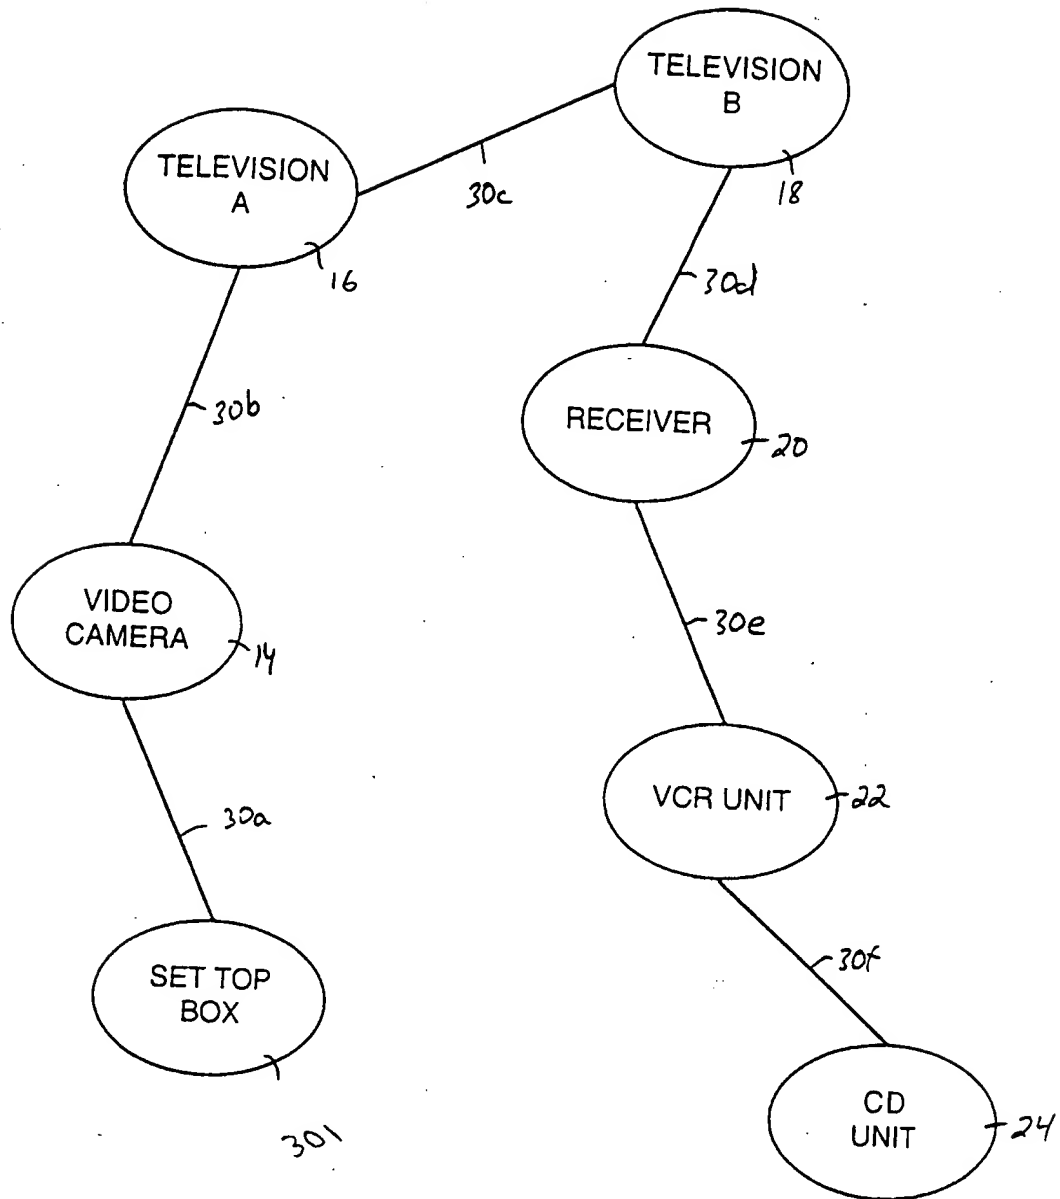 TELEVISION
B
18
TELEVISION
A
16
30c
30d
RECEIVER
20
30b
VIDEO
CAMERA
14
30e
VCR UNIT
22
30a
SET TOP
BOX
301
30f
CD
UNIT
24